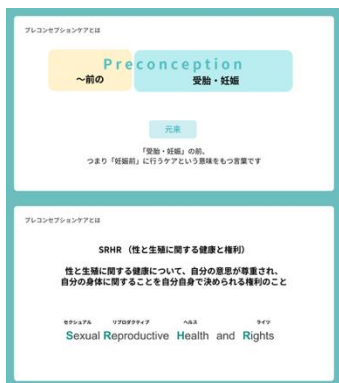 プレコンセプションケアとは
Preconception
〜前の 受胎・妊娠
元来
「受胎・妊娠」の前、
つまり「妊娠前」に行うケアという意味をもつ言葉です
プレコンセプションケアとは
SRHR （性と生殖に関する健康と権利）
性と生殖に関する健康について、自分の意思が尊重され、
自分の身体に関することを自分自身で決められる権利のこと
セクシュアル リプロダクティブ ヘルス ライツ
Sexual Reproductive Health and Rights